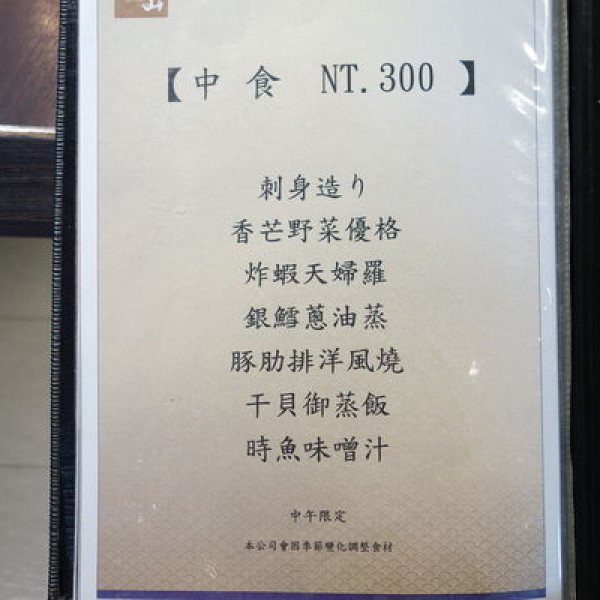 山
【中食 NT.300】
刺身造り
香芒野菜優格
炸蝦天婦羅
銀鱈蔥油蒸
豚肋排洋風燒
干貝御蒸飯
時魚味噌汁
中午限定
本公司會因季節變化調整食材